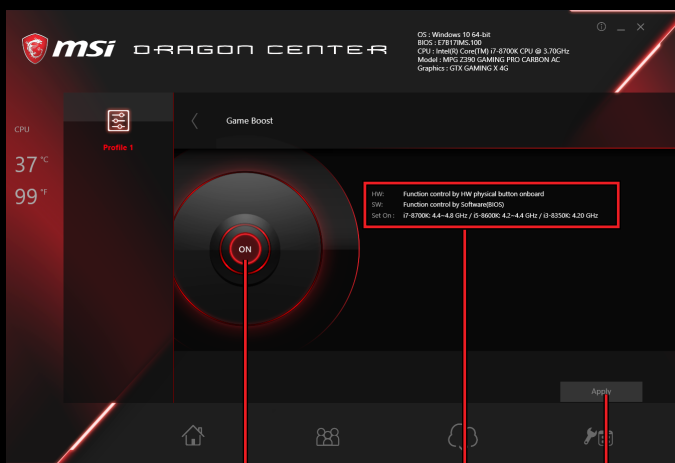 msi DRAGON CENTER
OS : Windows 10 64-bit
BIOS : E7B17IMS.100
CPU : Intel(R) Core(TM) i7-8700K CPU @ 3.70GHz
Model : MPG Z390 GAMING PRO CARBON AC
Graphics : GTX GAMING X 4G
CPU
37 °C
99 °F
Profile 1
Game Boost
HW: Function control by HW physical button onboard
SW: Function control by Software(BIOS)
Set On : i7-8700K: 4.4~4.8 GHz / i5-8600K: 4.2~4.4 GHz / i3-8350K: 4.20 GHz
ON
Apply